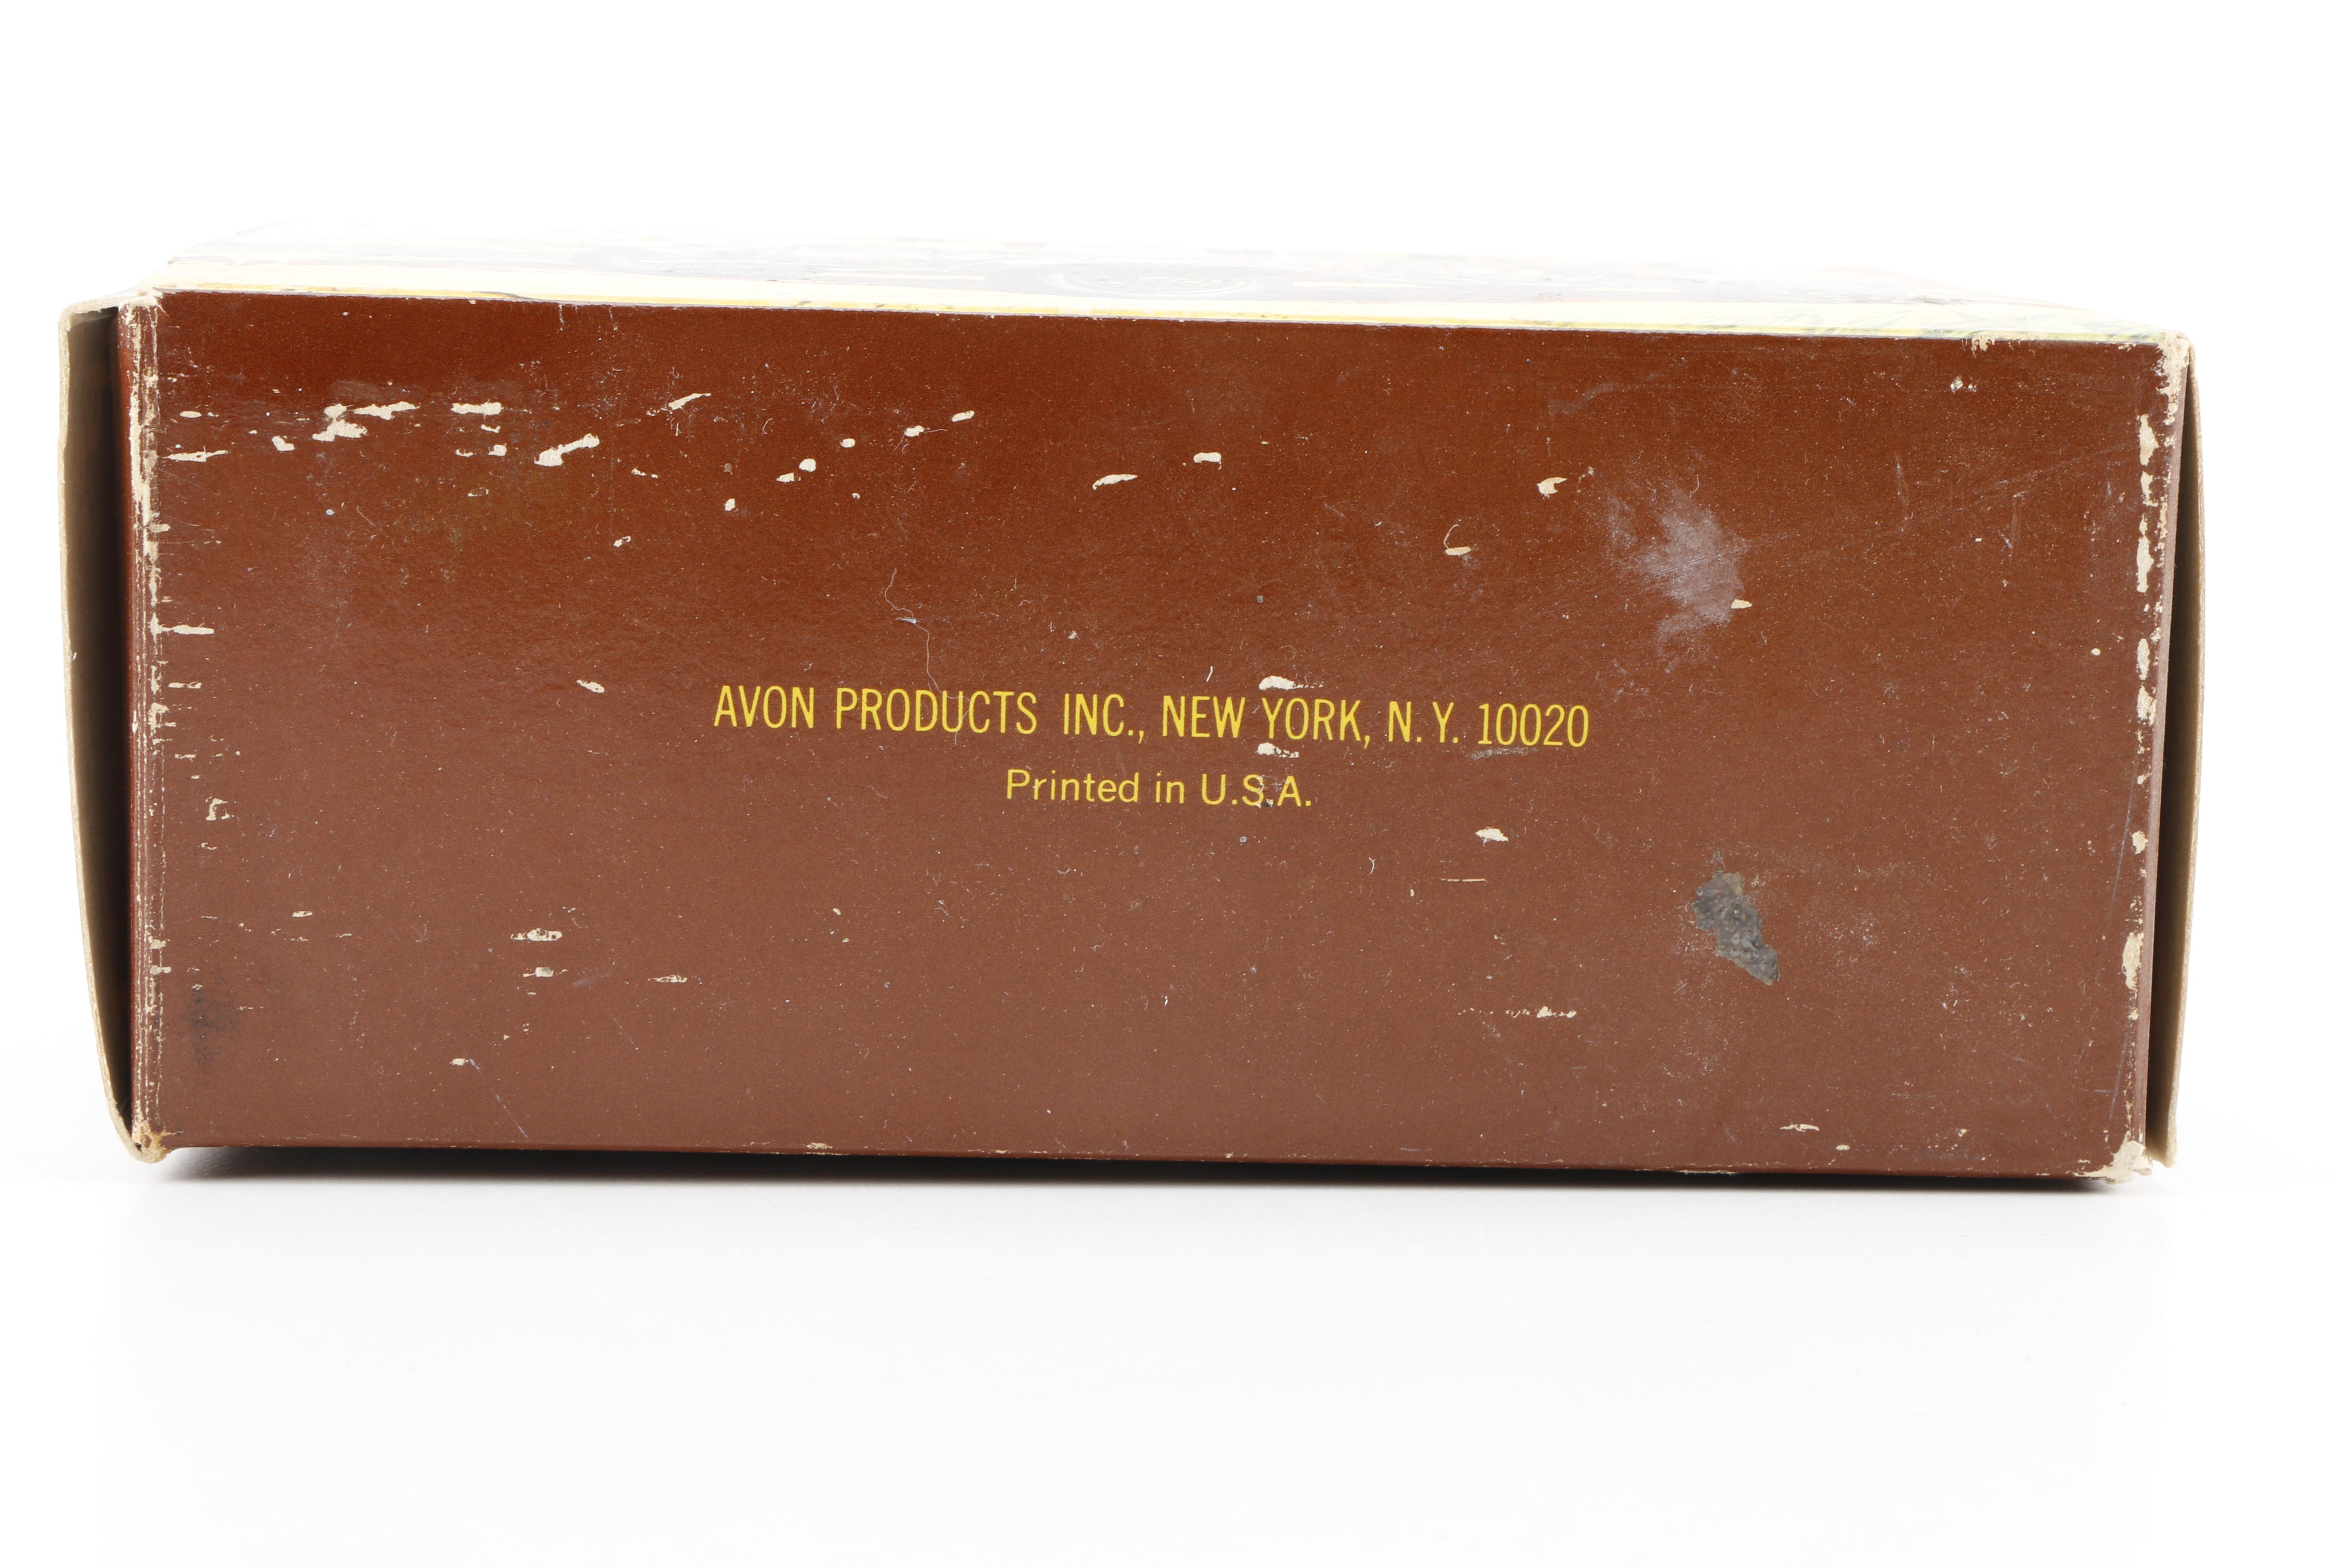 AVON PRODUCTS INC., NEW YORK, N.Y. 10020
Printed in U.S.A.